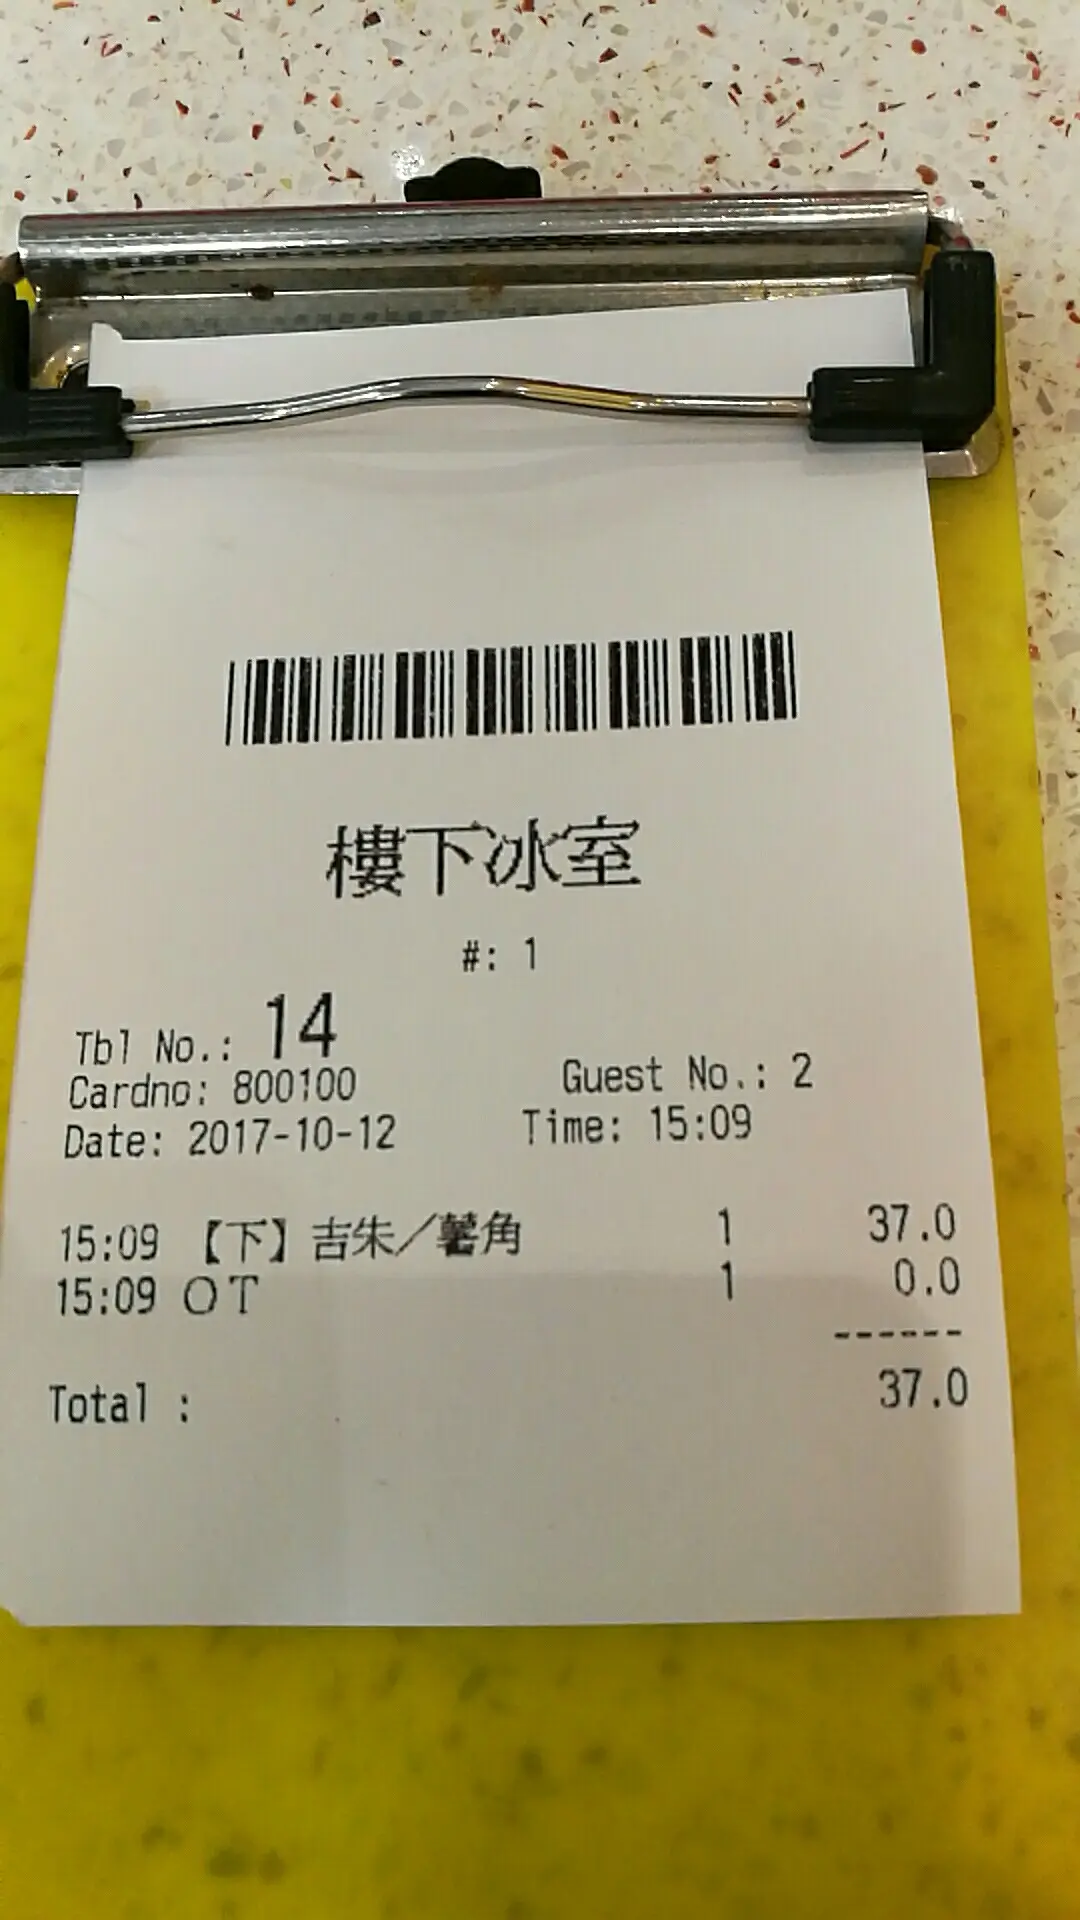 樓下冰室
#: 1
Tbl No.: 14
Cardno: 800100 Guest No.: 2
Date: 2017-10-12 Time: 15:09
15:09 【下】吉朱／薯角 1 37.0
15:09 ＯＴ 1 0.0
------
Total : 37.0